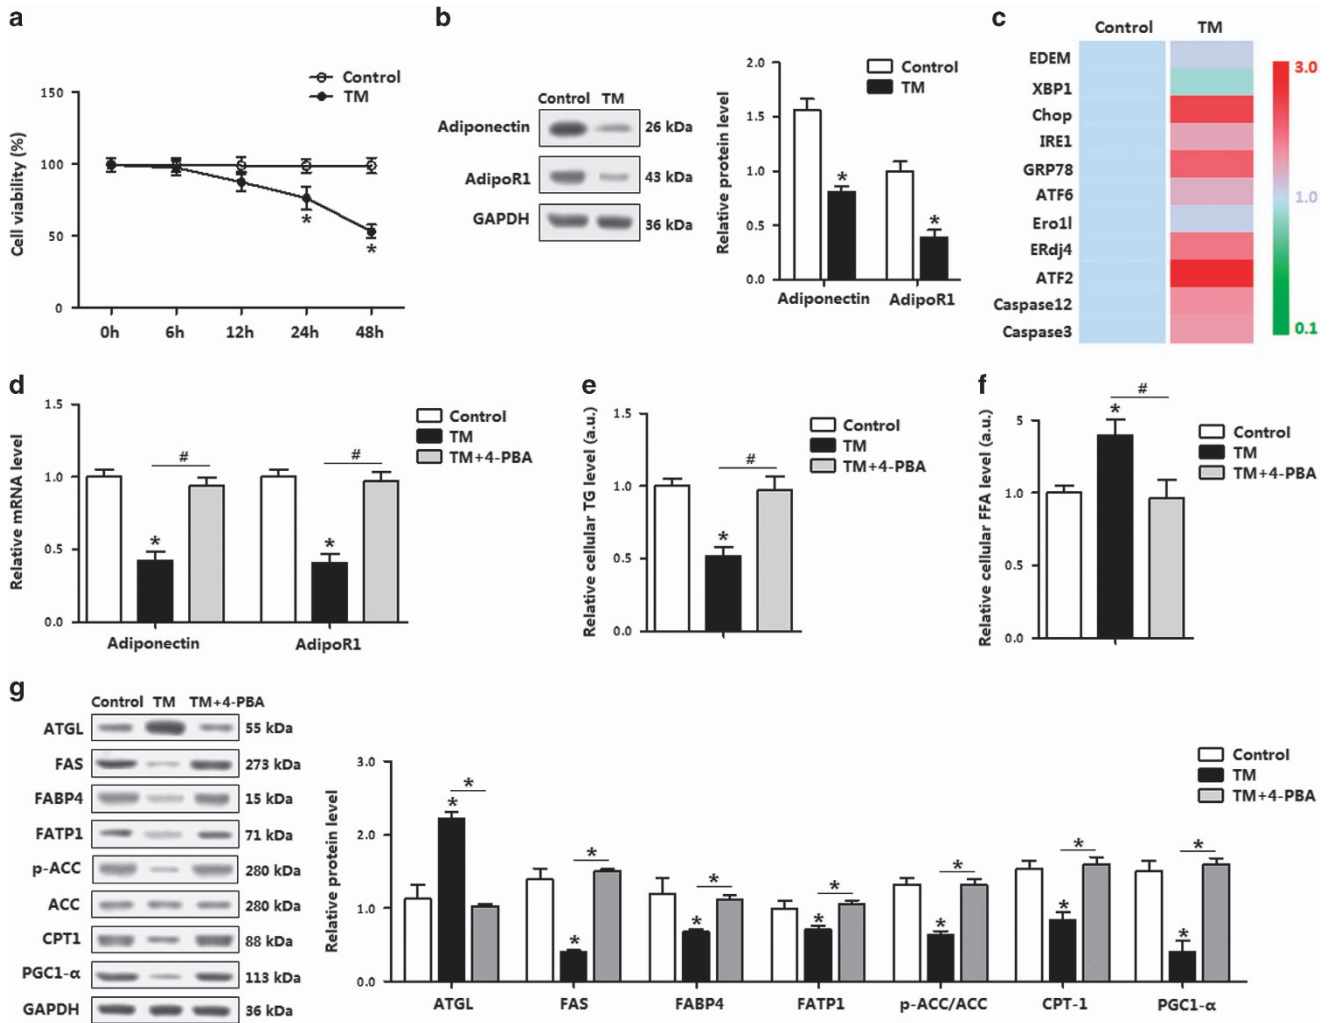 a
Control
TM
Cell viability (%)
150
100
50
0
0h 6h 12h 24h 48h
*
*
b
Control TM
Adiponectin 26 kDa
AdipoR1 43 kDa
GAPDH 36 kDa
Relative protein level
2.0
1.5
1.0
0.5
0.0
Control
TM
*
*
Adiponectin AdipoR1
c
Control TM
EDEM
XBP1
Chop
IRE1
GRP78
ATF6
Ero1l
ERdj4
ATF2
Caspase12
Caspase3
3.0
1.0
0.1
d
Relative mRNA level
1.5
1.0
0.5
0.0
Control
TM
TM+4-PBA
# #
* *
Adiponectin AdipoR1
e
Relative cellular TG level (a.u.)
1.5
1.0
0.5
0.0
Control
TM
TM+4-PBA
#
*
f
Relative cellular FFA level (a.u.)
5
1.0
0.5
0.0
Control
TM
TM+4-PBA
#
*
g
Control TM TM+4-PBA
ATGL 55 kDa
FAS 273 kDa
FABP4 15 kDa
FATP1 71 kDa
p-ACC 280 kDa
ACC 280 kDa
CPT1 88 kDa
PGC1-α 113 kDa
GAPDH 36 kDa
Relative protein level
3.0
2.0
1.0
0.0
Control
TM
TM+4-PBA
* * * * * * *
* * * * * * *
ATGL FAS FABP4 FATP1 p-ACC/ACC CPT-1 PGC1-α